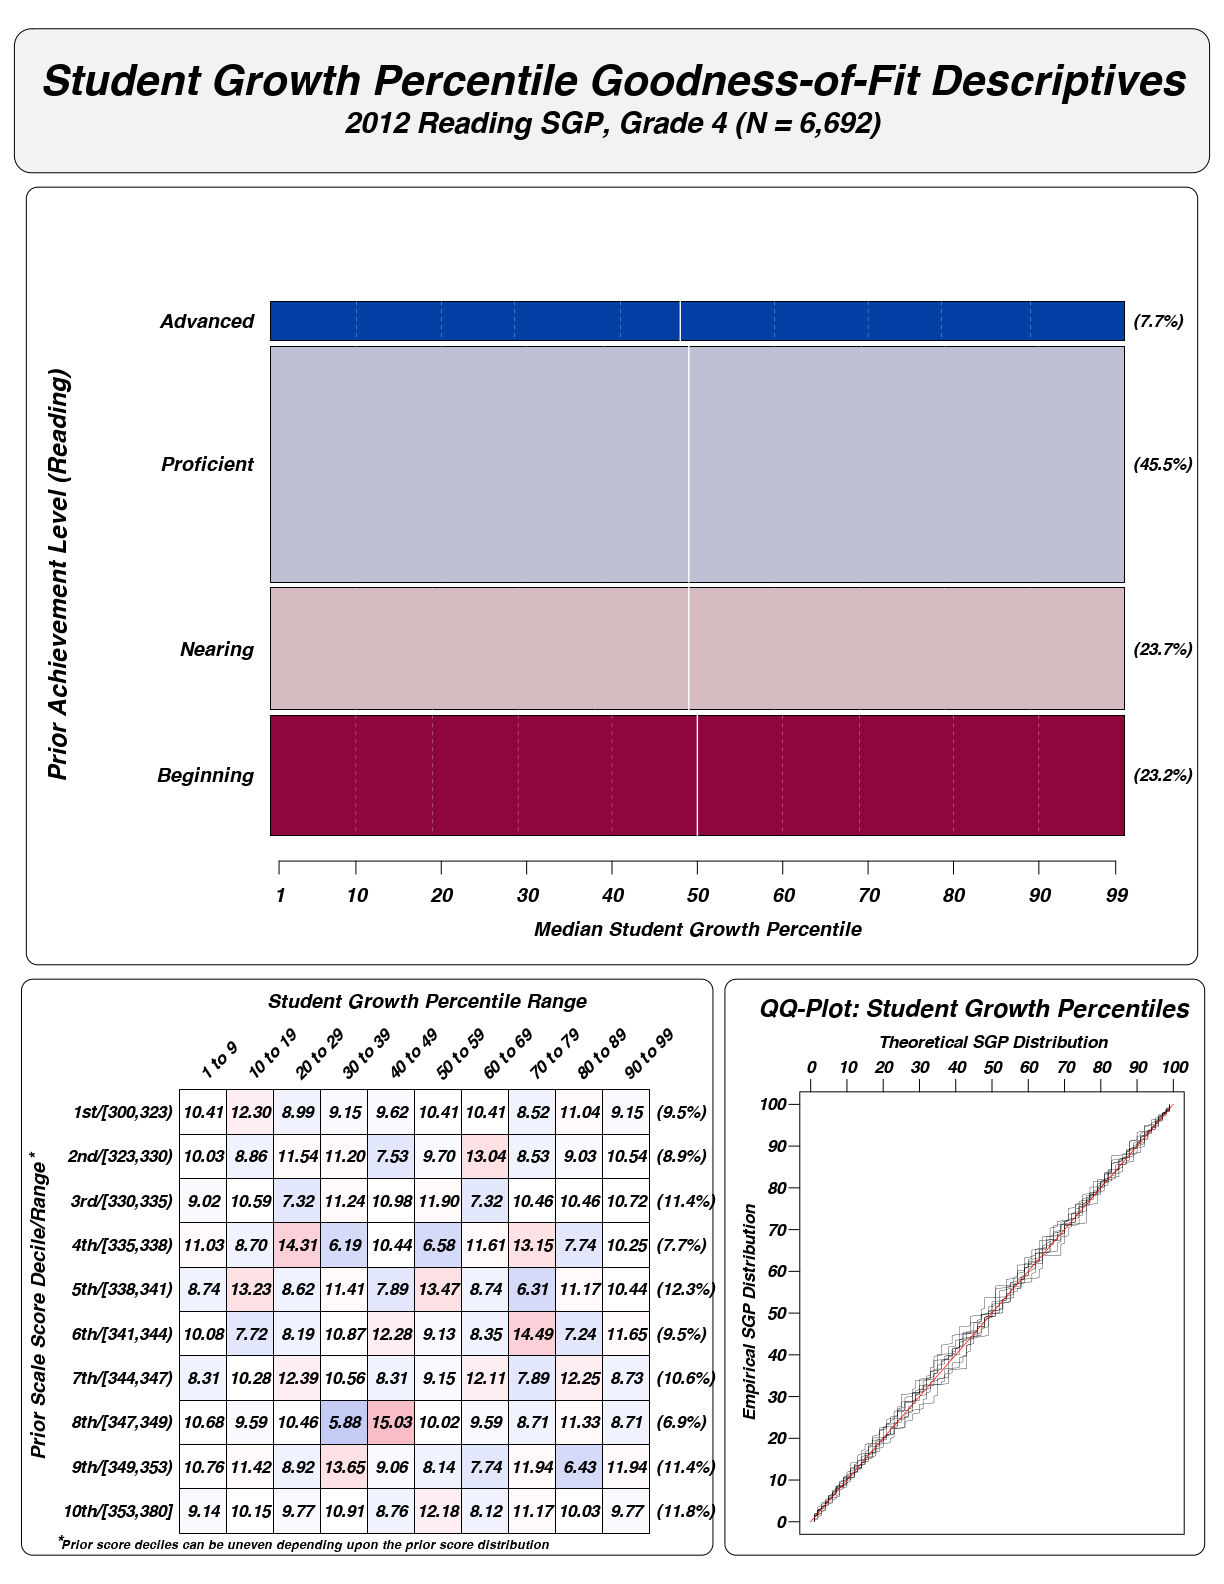 Student Growth Percentile Goodness-of-Fit Descriptives
2012 Reading SGP, Grade 4 (N = 6,692)
Prior Achievement Level (Reading)
Advanced (7.7%)
Proficient (45.5%)
Nearing (23.7%)
Beginning (23.2%)
1 10 20 30 40 50 60 70 80 90 99
Median Student Growth Percentile
Student Growth Percentile Range
1 to 9 10 to 19 20 to 29 30 to 39 40 to 49 50 to 59 60 to 69 70 to 79 80 to 89 90 to 99
Prior Scale Score Decile/Range*
1st/[300,323) 10.41 12.30 8.99 9.15 9.62 10.41 10.41 8.52 11.04 9.15 (9.5%)
2nd/[323,330) 10.03 8.86 11.54 11.20 7.53 9.70 13.04 8.53 9.03 10.54 (8.9%)
3rd/[330,335) 9.02 10.59 7.32 11.24 10.98 11.90 7.32 10.46 10.46 10.72 (11.4%)
4th/[335,338) 11.03 8.70 14.31 6.19 10.44 6.58 11.61 13.15 7.74 10.25 (7.7%)
5th/[338,341) 8.74 13.23 8.62 11.41 7.89 13.47 8.74 6.31 11.17 10.44 (12.3%)
6th/[341,344) 10.08 7.72 8.19 10.87 12.28 9.13 8.35 14.49 7.24 11.65 (9.5%)
7th/[344,347) 8.31 10.28 12.39 10.56 8.31 9.15 12.11 7.89 12.25 8.73 (10.6%)
8th/[347,349) 10.68 9.59 10.46 5.88 15.03 10.02 9.59 8.71 11.33 8.71 (6.9%)
9th/[349,353) 10.76 11.42 8.92 13.65 9.06 8.14 7.74 11.94 6.43 11.94 (11.4%)
10th/[353,380] 9.14 10.15 9.77 10.91 8.76 12.18 8.12 11.17 10.03 9.77 (11.8%)
*Prior score deciles can be uneven depending upon the prior score distribution
QQ-Plot: Student Growth Percentiles
Theoretical SGP Distribution
0 10 20 30 40 50 60 70 80 90 100
Empirical SGP Distribution
100
90
80
70
60
50
40
30
20
10
0